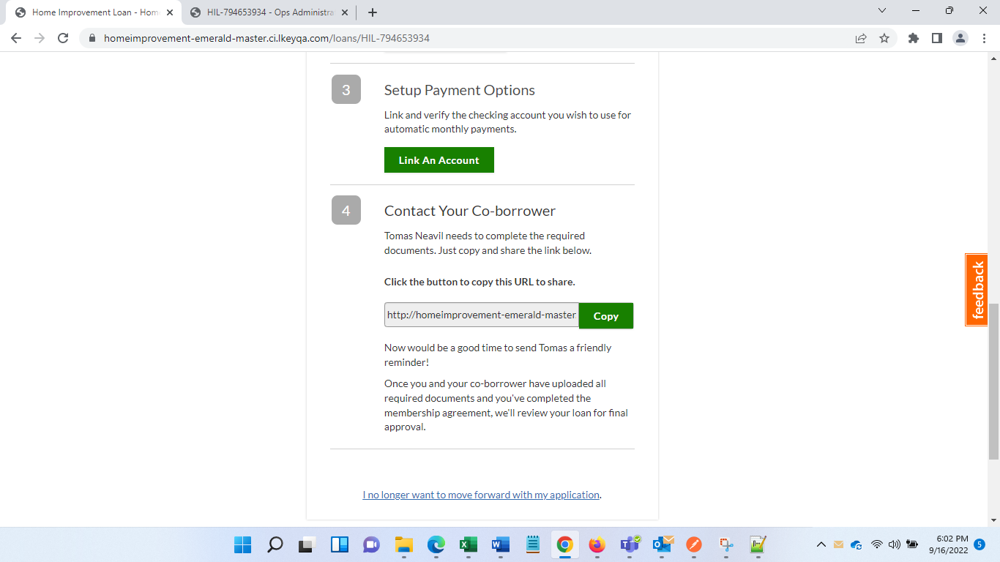 Home Improvement Loan - Hom
HIL-794653934 - Ops Administra
homeimprovement-emerald-master.ci.lkeyqa.com/loans/HIL-794653934
3
Setup Payment Options
Link and verify the checking account you wish to use for
automatic monthly payments.
Link An Account
4
Contact Your Co-borrower
Tomas Neavil needs to complete the required
documents. Just copy and share the link below.
Click the button to copy this URL to share.
http://homeimprovement-emerald-master
Copy
Now would be a good time to send Tomas a friendly
reminder!
Once you and your co-borrower have uploaded all
required documents and you've completed the
membership agreement, we'll review your loan for final
approval.
I no longer want to move forward with my application.
feedback
6:02 PM
9/16/2022
5